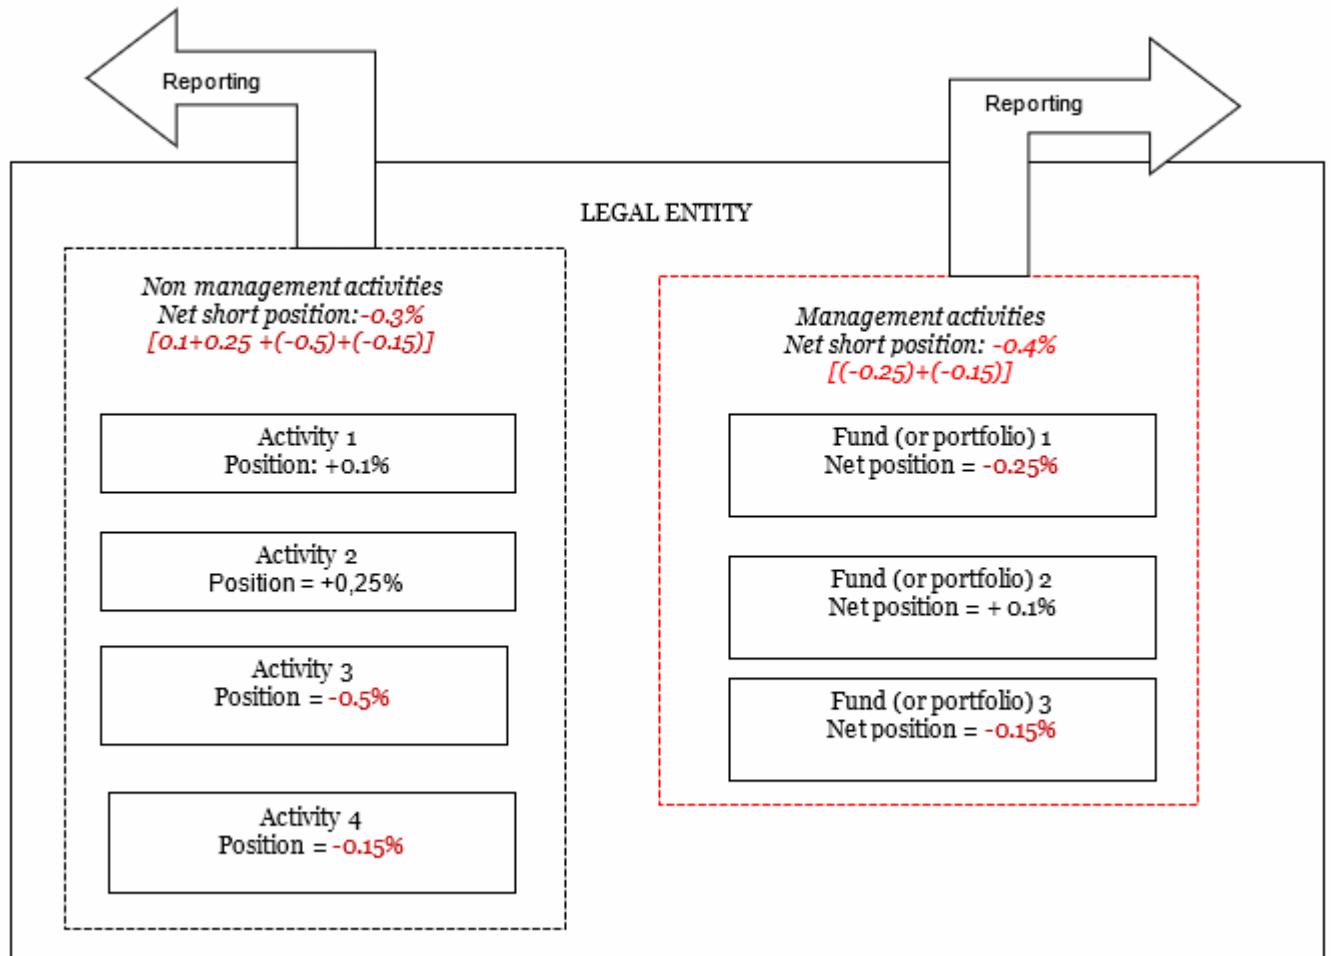 Reporting
Reporting
LEGAL ENTITY
Non management activities
Net short position:-0.3%
[0.1+0.25 +(-0.5)+(-0.15)]
Activity 1
Position: +0.1%
Activity 2
Position = +0,25%
Activity 3
Position = -0.5%
Activity 4
Position = -0.15%
Management activities
Net short position: -0.4%
[(-0.25)+(-0.15)]
Fund (or portfolio) 1
Net position = -0.25%
Fund (or portfolio) 2
Net position = + 0.1%
Fund (or portfolio) 3
Net position = -0.15%